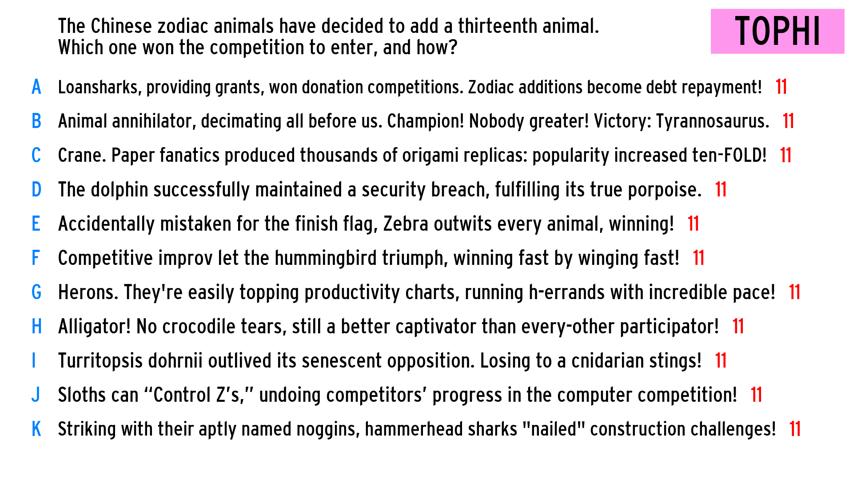 The Chinese zodiac animals have decided to add a thirteenth animal.
Which one won the competition to enter, and how?
TOPHI
A Loansharks, providing grants, won donation competitions. Zodiac additions become debt repayment! 11
B Animal annihilator, decimating all before us. Champion! Nobody greater! Victory: Tyrannosaurus. 11
C Crane. Paper fanatics produced thousands of origami replicas: popularity increased ten-FOLD! 11
D The dolphin successfully maintained a security breach, fulfilling its true porpoise. 11
E Accidentally mistaken for the finish flag, Zebra outwits every animal, winning! 11
F Competitive improv let the hummingbird triumph, winning fast by winging fast! 11
G Herons. They're easily topping productivity charts, running h-errands with incredible pace! 11
H Alligator! No crocodile tears, still a better captivator than every-other participator! 11
I Turritopsis dohrnii outlived its senescent opposition. Losing to a cnidarian stings! 11
J Sloths can “Control Z’s,” undoing competitors’ progress in the computer competition! 11
K Striking with their aptly named noggins, hammerhead sharks "nailed" construction challenges! 11